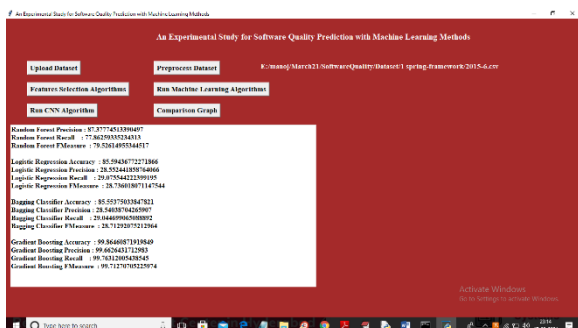 An Experimental Study for Software Quality Prediction with Machine Learning Methods
An Experimental Study for Software Quality Prediction with Machine Learning Methods
Upload Dataset
Preprocess Dataset
E:/manoj/March21/SoftwareQuality/Dataset/1 spring-framework/2015-6.csv
Features Selection Algorithms
Run Machine Learning Algorithms
Run CNN Algorithm
Comparison Graph
Random Forest Precision : 87.37774513390497
Random Forest Recall : 77.86259335234313
Random Forest FMeasure : 79.52614955344517
Logistic Regression Accuracy : 85.59436772271866
Logistic Regression Precision : 28.552441858764066
Logistic Regression Recall : 29.075544222399195
Logistic Regression FMeasure : 28.736018071147544
Bagging Classifier Accuracy : 85.55375033847821
Bagging Classifier Precision : 28.54038704265907
Bagging Classifier Recall : 29.044699065088892
Bagging Classifier FMeasure : 28.71292075212964
Gradient Boosting Accuracy : 99.86460871919849
Gradient Boosting Precision : 99.6626431712983
Gradient Boosting Recall : 99.76312005438545
Gradient Boosting FMeasure : 99.71270705225974
Activate Windows
Go to Settings to activate Windows.
Type here to search
20:14